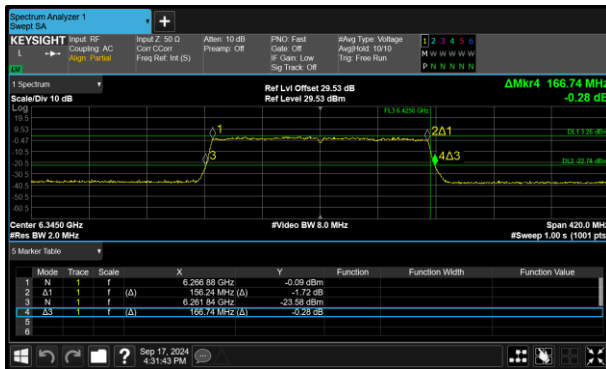 Spectrum Analyzer 1
Swept SA
KEYSIGHT Input: RF Input Z: 50 Ω Atten: 10 dB PNO: Fast #Avg Type: Voltage 1 2 3 4 5 6
L Coupling: AC Corr CCorr Preamp: Off Gate: Off Avg|Hold: 10/10 M W W W W W
Align: Partial Freq Ref: Int (S) IF Gain: Low Trig: Free Run
Sig Track: Off P N N N N N
1 Spectrum Ref Lvl Offset 29.53 dB ΔMkr4 166.74 MHz
Scale/Div 10 dB Ref Level 29.53 dBm -0.28 dB
Log
19.5
9.53
-0.47
-10.5
-20.5
-30.5
-40.5
-50.5
-60.5
FL3 6.4250 GHz
DL1 3.26 dBm
DL2 -22.74 dBm
1
2Δ1
3
4Δ3
Center 6.3450 GHz #Video BW 8.0 MHz Span 420.0 MHz
#Res BW 2.0 MHz #Sweep 1.00 s (1001 pts)
5 Marker Table
Mode Trace Scale X Y Function Function Width Function Value
1 N 1 f 6.266 88 GHz -0.09 dBm
2 Δ1 1 f (Δ) 156.24 MHz (Δ) -1.72 dB
3 N 1 f 6.261 84 GHz -23.58 dBm
4 Δ3 1 f (Δ) 166.74 MHz (Δ) -0.28 dB
5
6
? Sep 17, 2024
4:31:43 PM